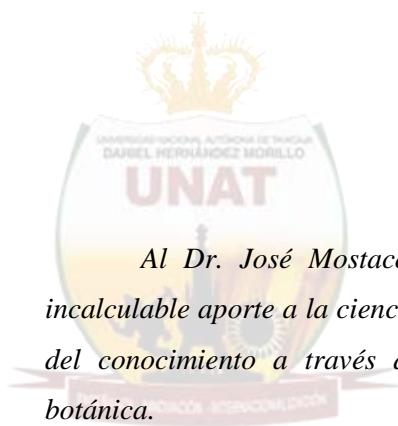 UNIVERSIDAD NACIONAL AUTÓNOMA DE TAYACAJA
DANIEL HERNÁNDEZ MORILLO
UNAT
Al Dr. José
incalculable aporte a la
del conocimiento a través
botánica.
INTERNACIONALIZACIÓN